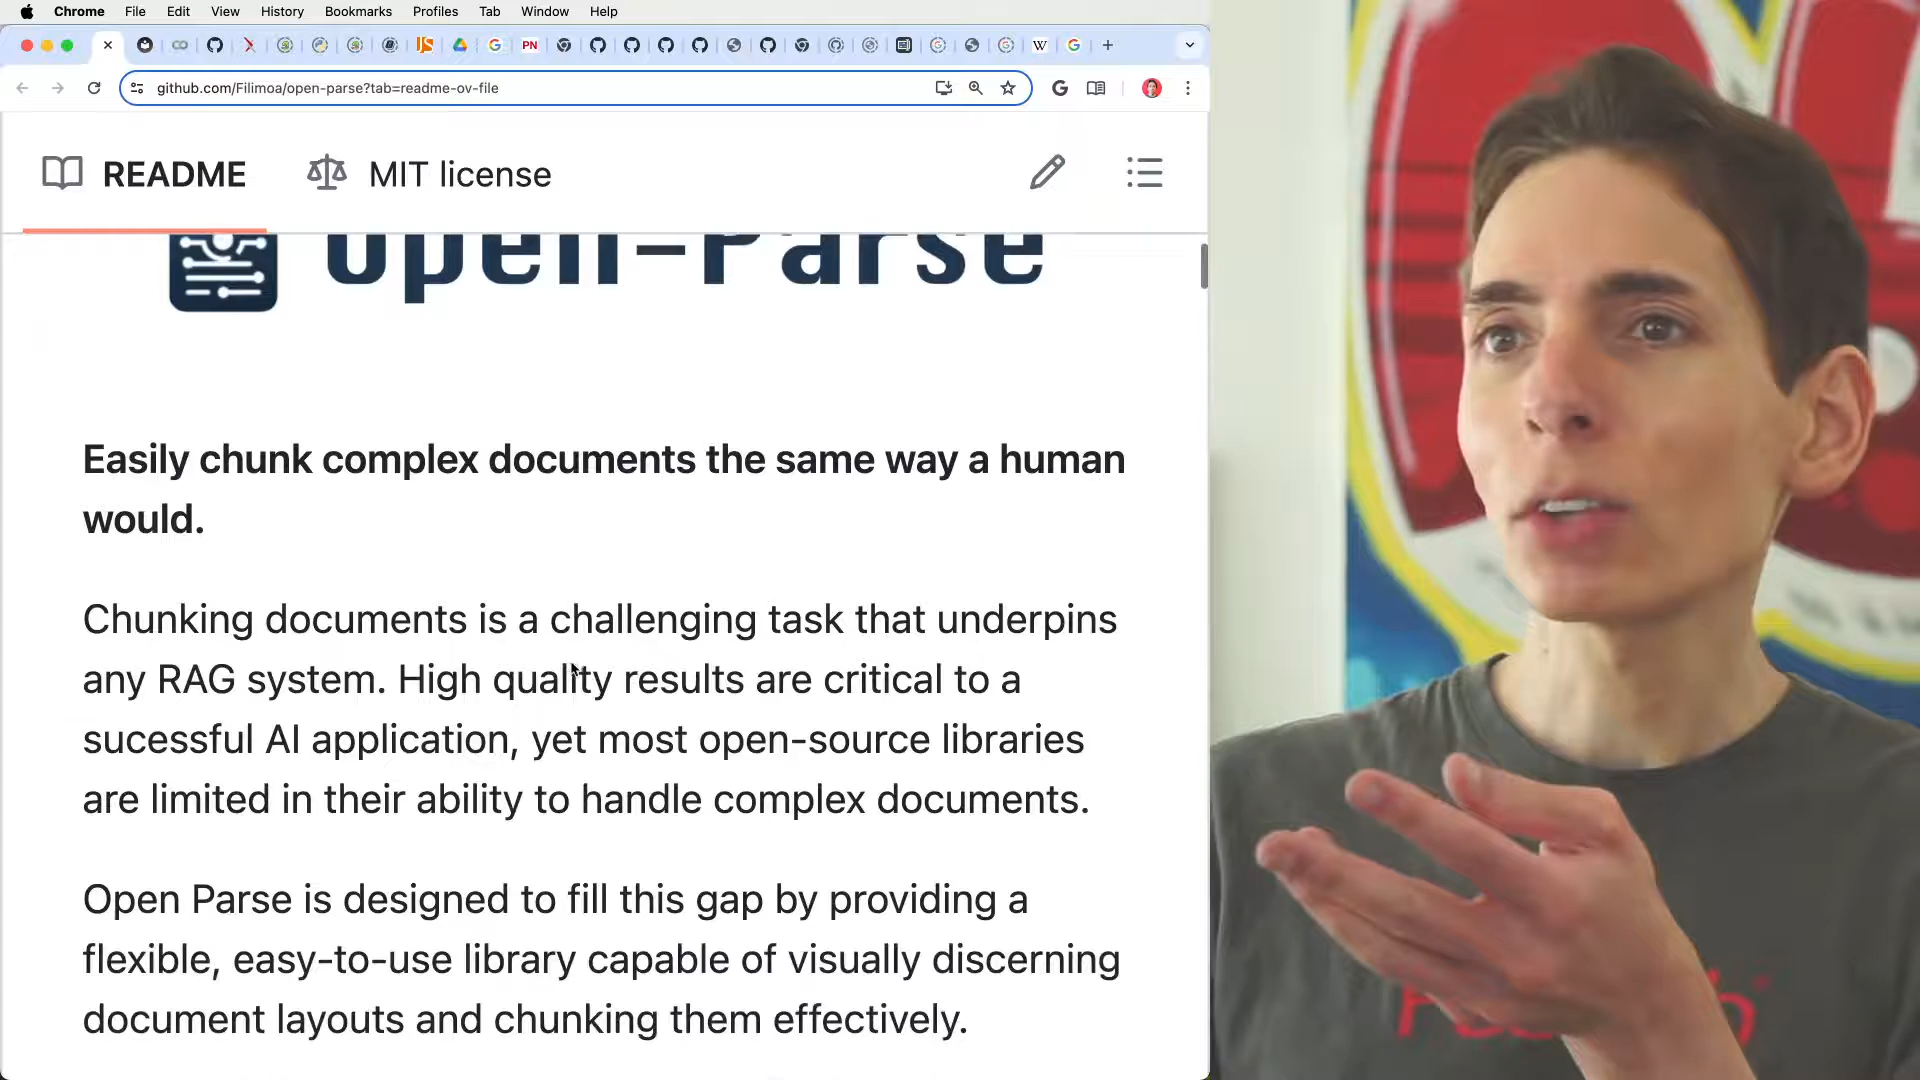 Chrome File Edit View History Bookmarks Profiles Tab Window Help
github.com/Filimoa/open-parse?tab=readme-ov-file
README MIT license
Open-Parse
Easily chunk complex documents the same way a human
would.
Chunking documents is a challenging task that underpins
any RAG system. High quality results are critical to a
sucessful AI application, yet most open-source libraries
are limited in their ability to handle complex documents.
Open Parse is designed to fill this gap by providing a
flexible, easy-to-use library capable of visually discerning
document layouts and chunking them effectively.